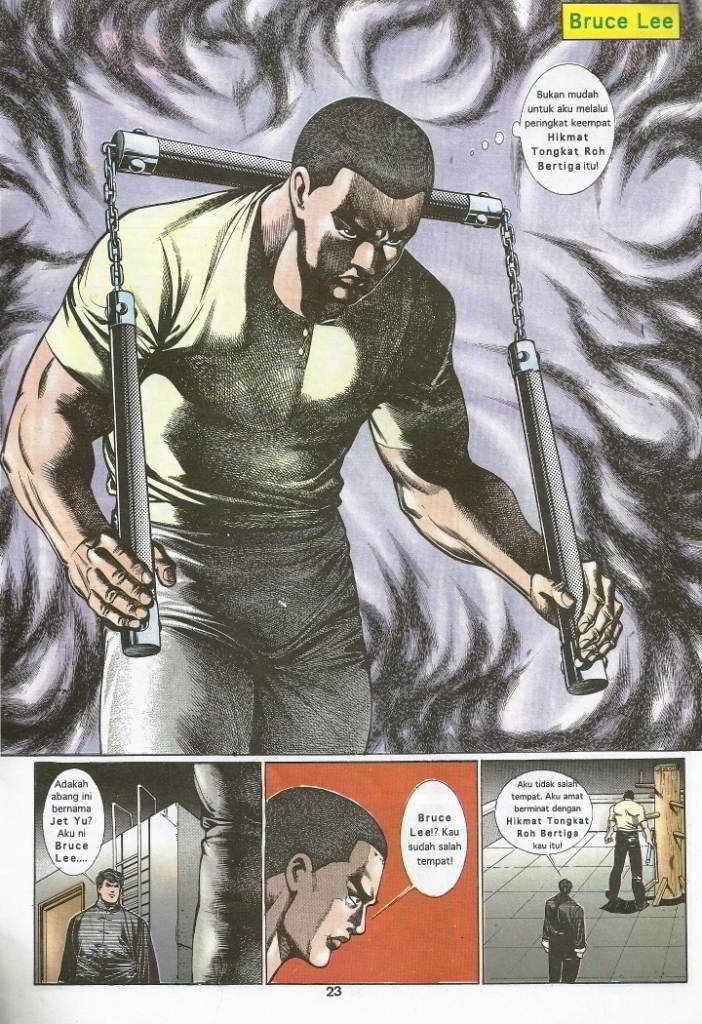 Bruce Lee
Bukan mudah
untuk aku melalui
peringkat keempat
Hikmat
Tongkat Roh
Bertiga itu!
Adakah
abang ini
bernama
Jet Yu?
Aku ni
Bruce
Lee....
Bruce
Lee!? Kau
sudah salah
tempat!
Aku tidak salah
tempat. Aku amat
berminat dengan
Hikmat Tongkat
Roh Bertiga
kau itu!
23